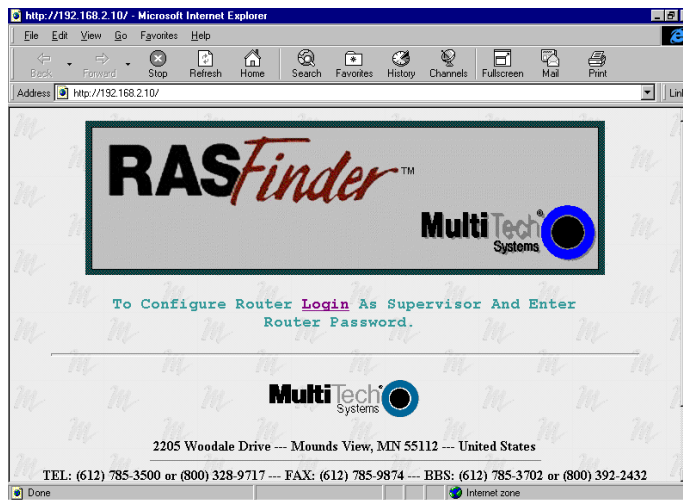 http://192.168.2.10/ - Microsoft Internet Explorer
File Edit View Go Favorites Help
Back Forward Stop Refresh Home Search Favorites History Channels Fullscreen Mail Print
Address http://192.168.2.10/
RASFinder™
MultiTech®
Systems
To Configure Router Login As Supervisor And Enter
Router Password.
MultiTech
Systems
2205 Woodale Drive --- Mounds View, MN 55112 --- United States
TEL: (612) 785-3500 or (800) 328-9717 --- FAX: (612) 785-9874 --- BBS: (612) 785-3702 or (800) 392-2432
Done Internet zone